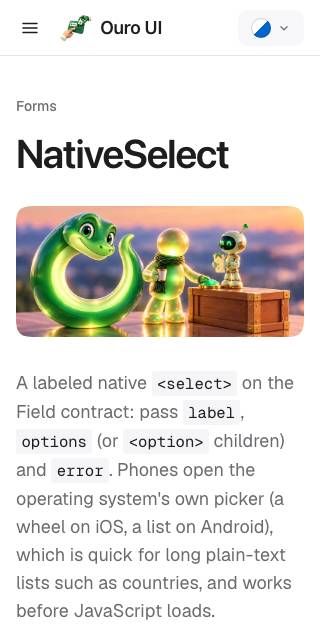 Ouro UI
Forms
NativeSelect
A labeled native <select> on the
Field contract: pass label,
options (or <option> children)
and error. Phones open the
operating system's own picker (a
wheel on iOS, a list on Android),
which is quick for long plain-text
lists such as countries, and works
before JavaScript loads.